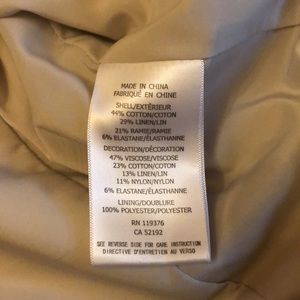 MADE IN CHINA
FABRIQUÉ EN CHINE
SHELL/EXTÉRIEUR
44% COTTON/COTON
29% LINEN/LIN
21% RAMIE/RAMIE
6% ELASTANE/ÉLASTHANNE
DECORATION/DÉCORATION
47% VISCOSE/VISCOSE
23% COTTON/COTON
13% LINEN/LIN
11% NYLON/NYLON
6% ELASTANE/ÉLASTHANNE
LINING/DOUBLURE
100% POLYESTER/POLYESTER
RN 119376
CA 52192
SEE REVERSE SIDE FOR CARE INSTRUCTION
DIRECTIVE D'ENTRETIEN AU VERSO